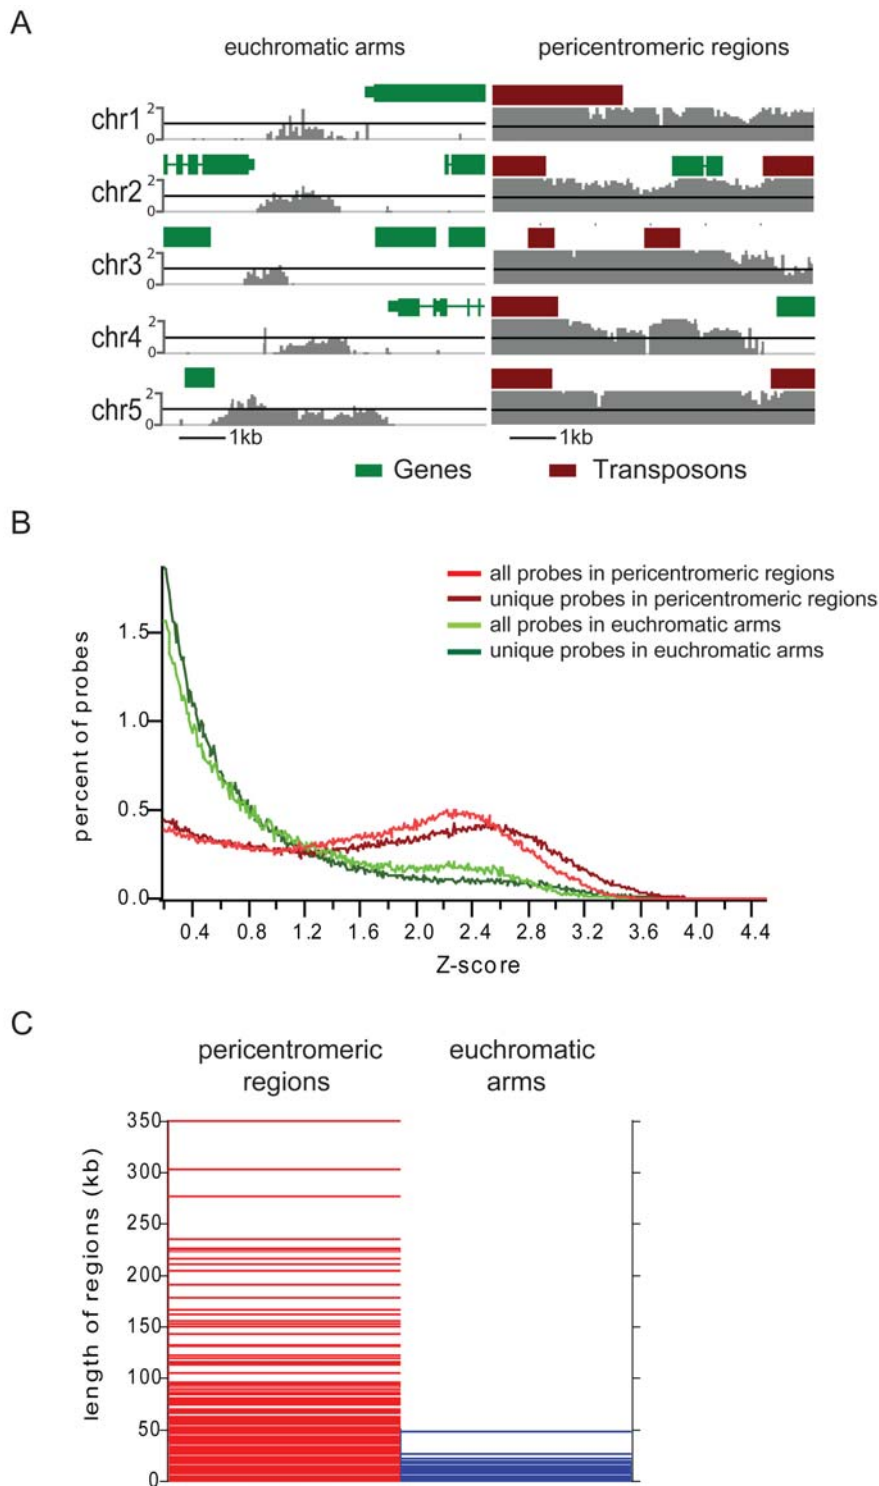 A
euchromatic arms
pericentromeric regions
chr1
2
0
chr2
2
0
chr3
2
0
chr4
2
0
chr5
2
0
1kb
1kb
Genes
Transposons
B
all probes in pericentromeric regions
unique probes in pericentromeric regions
all probes in euchromatic arms
unique probes in euchromatic arms
percent of probes
1.5
1.0
0.5
0.0
0.4 0.8 1.2 1.6 2.0 2.4 2.8 3.2 3.6 4.0 4.4
Z-score
C
pericentromeric
regions
euchromatic
arms
length of regions (kb)
350
300
250
200
150
100
50
0